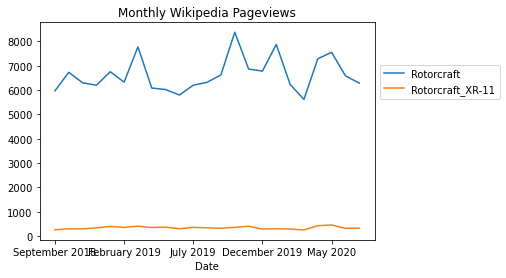 Monthly Wikipedia Pageviews
8000
7000
6000
5000
4000
3000
2000
1000
0
Rotorcraft
Rotorcraft_XR-11
September 2018 February 2019 July 2019 December 2019 May 2020
Date